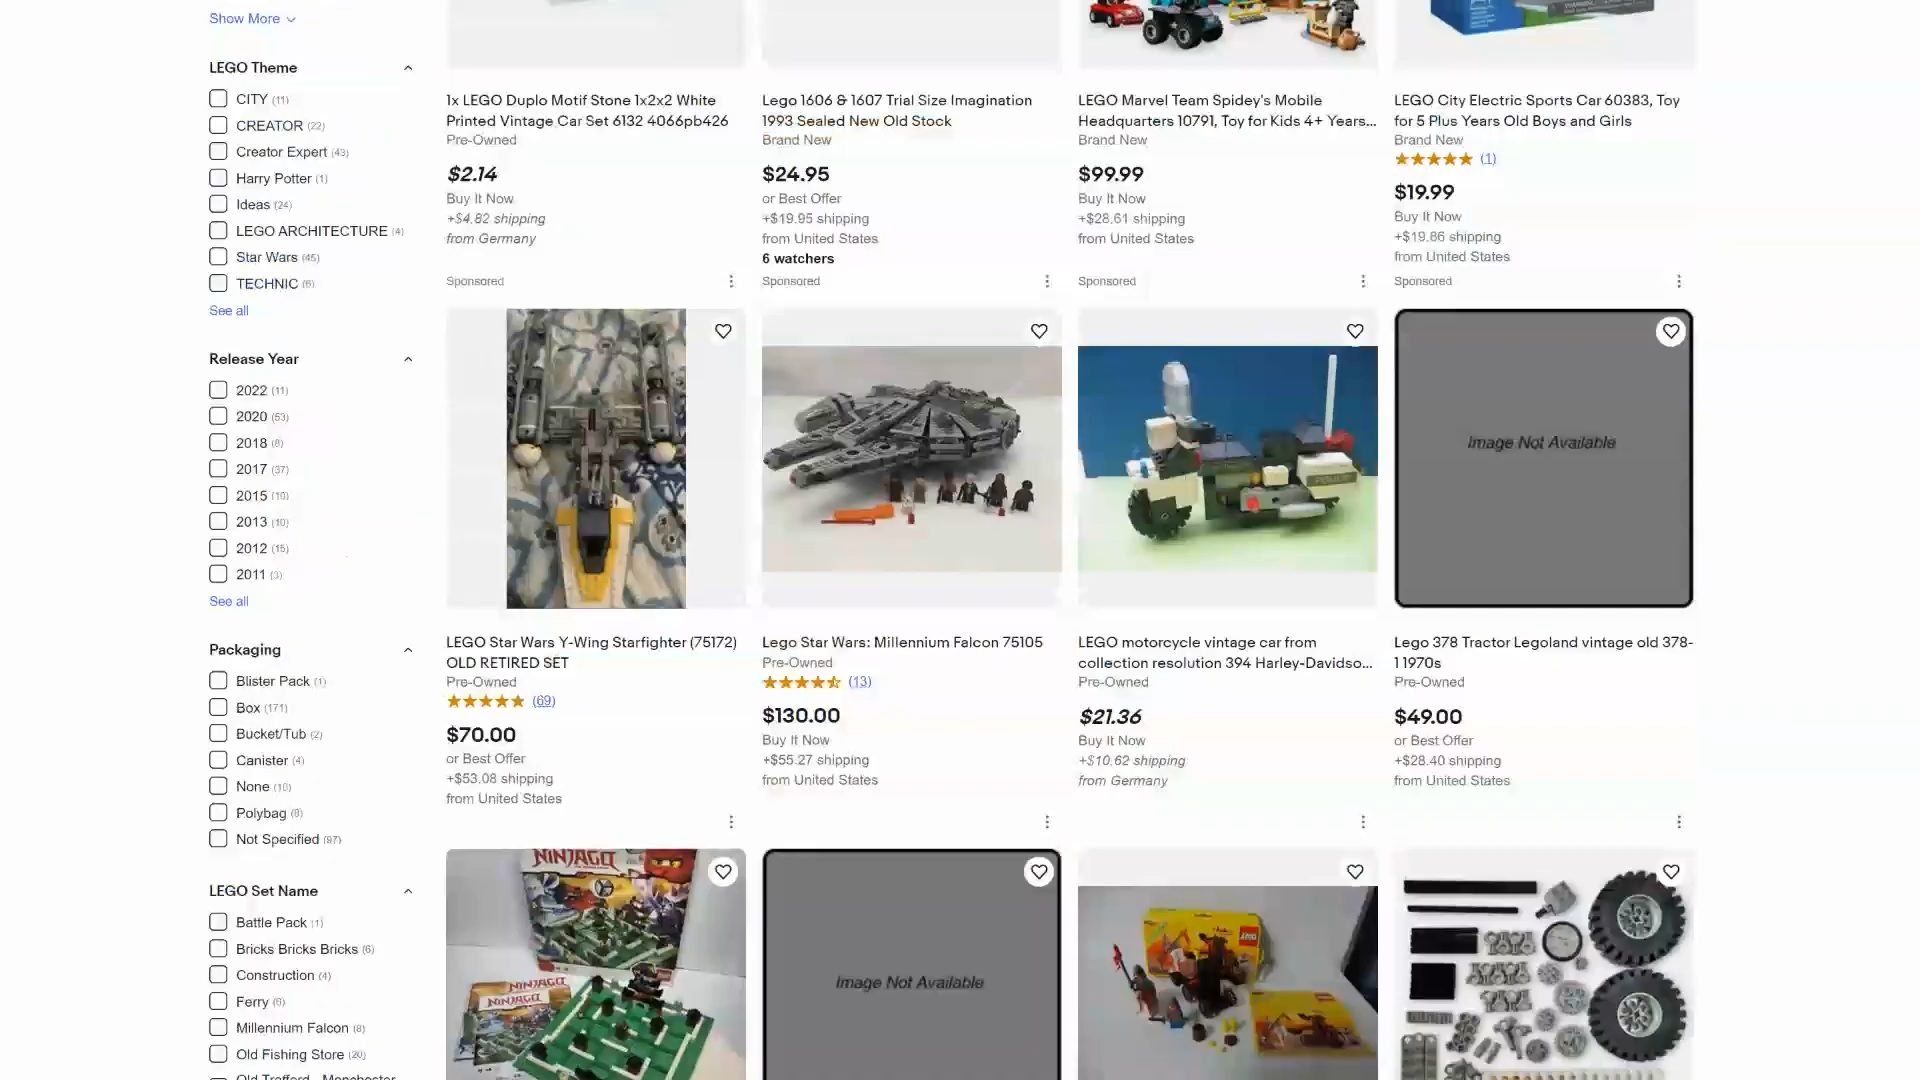 Show More
LEGO Theme
CITY (11)
CREATOR (22)
Creator Expert (43)
Harry Potter (1)
Ideas (24)
LEGO ARCHITECTURE (4)
Star Wars (45)
TECHNIC (6)
See all
Release Year
2022 (11)
2020 (53)
2018 (8)
2017 (37)
2015 (10)
2013 (10)
2012 (15)
2011 (3)
See all
Packaging
Blister Pack (1)
Box (171)
Bucket/Tub (2)
Canister (4)
None (10)
Polybag (8)
Not Specified (97)
LEGO Set Name
Battle Pack (1)
Bricks Bricks Bricks (6)
Construction (4)
Ferry (6)
Millennium Falcon (8)
Old Fishing Store (20)
Old Trafford - Manchester
1x LEGO Duplo Motif Stone 1x2x2 White
Printed Vintage Car Set 6132 4066pb426
Pre-Owned
$2.14
Buy It Now
+$4.82 shipping
from Germany
Sponsored
Lego 1606 & 1607 Trial Size Imagination
1993 Sealed New Old Stock
Brand New
$24.95
or Best Offer
+$19.95 shipping
from United States
6 watchers
Sponsored
LEGO Marvel Team Spidey's Mobile
Headquarters 10791, Toy for Kids 4+ Years...
Brand New
$99.99
Buy It Now
+$28.61 shipping
from United States
Sponsored
LEGO City Electric Sports Car 60383, Toy
for 5 Plus Years Old Boys and Girls
Brand New
(1)
$19.99
Buy It Now
+$19.86 shipping
from United States
Sponsored
LEGO Star Wars Y-Wing Starfighter (75172)
OLD RETIRED SET
Pre-Owned
(69)
$70.00
or Best Offer
+$53.08 shipping
from United States
Lego Star Wars: Millennium Falcon 75105
Pre-Owned
(13)
$130.00
Buy It Now
+$55.27 shipping
from United States
POLICE
LEGO motorcycle vintage car from
collection resolution 394 Harley-Davidso...
Pre-Owned
$21.36
Buy It Now
+$10.62 shipping
from Germany
Image Not Available
Lego 378 Tractor Legoland vintage old 378-
1 1970s
Pre-Owned
$49.00
or Best Offer
+$28.40 shipping
from United States
NINJAGO
NINJAGO
Image Not Available
LEGO